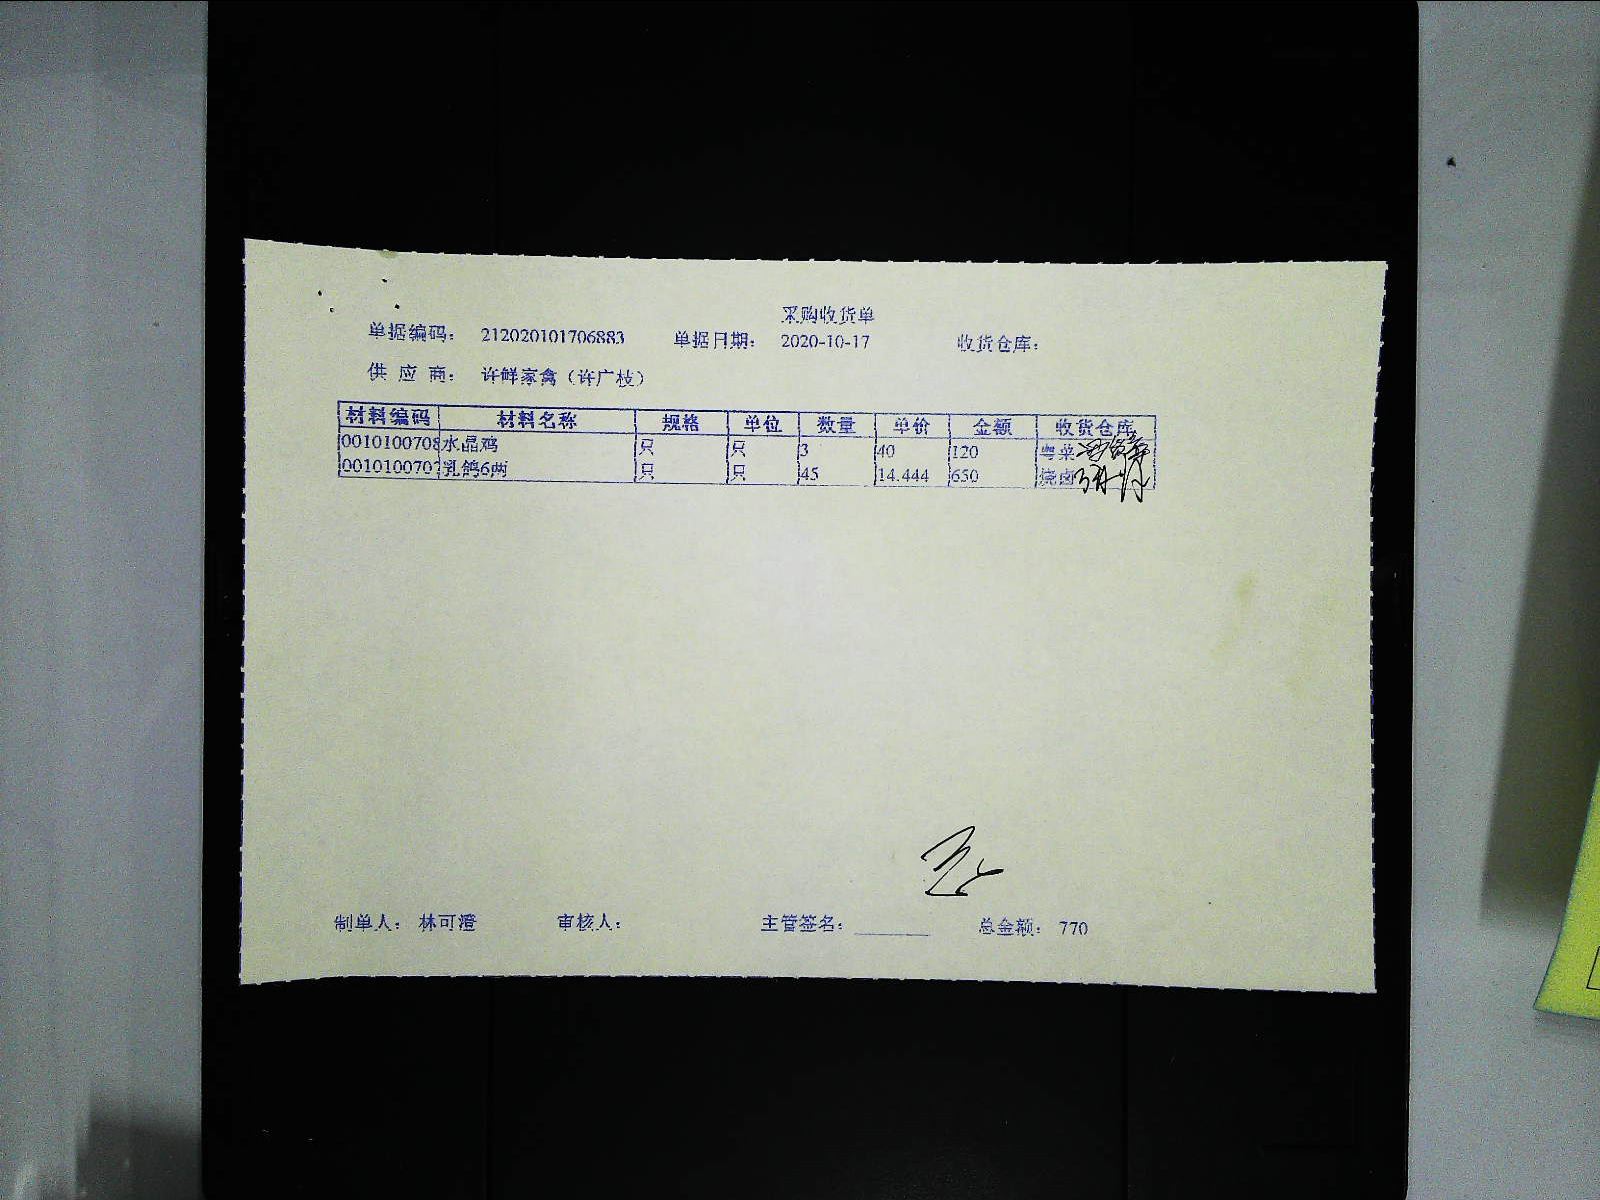 采购收货单
单据编码： 212020101706883 单据日期： 2020-10-17 收货仓库：
供 应 商： 许鲜家禽（许广枝）
材料编码 材料名称 规格 单位 数量 单价 金额 收货仓库
0010100708 水晶鸡 只 只 3 40 120 粤菜
0010100707 乳鸽6两 只 只 45 14.444 650 烧卤
制单人： 林可澄 审核人： 主管签名： 总金额： 770